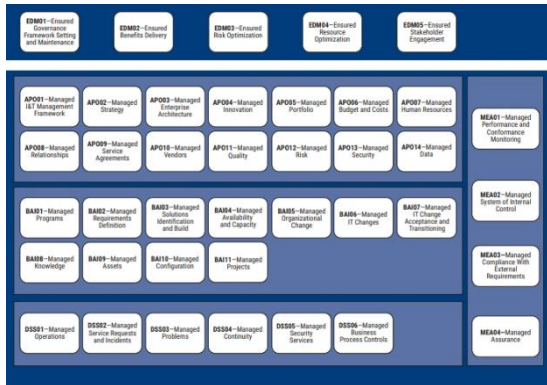 EDM01—Ensured
Governance
Framework Setting
and Maintenance
EDM02—Ensured
Benefits Delivery
EDM03—Ensured
Risk Optimization
EDM04—Ensured
Resource
Optimization
EDM05—Ensured
Stakeholder
Engagement
APO01—Managed
I&T Management
Framework
APO02—Managed
Strategy
APO03—Managed
Enterprise
Architecture
APO04—Managed
Innovation
APO05—Managed
Portfolio
APO06—Managed
Budget and Costs
APO07—Managed
Human Resources
APO08—Managed
Relationships
APO09—Managed
Service
Agreements
APO10—Managed
Vendors
APO11—Managed
Quality
APO12—Managed
Risk
APO13—Managed
Security
APO14—Managed
Data
MEA01—Managed
Performance and
Conformance
Monitoring
BAI01—Managed
Programs
BAI02—Managed
Requirements
Definition
BAI03—Managed
Solutions
Identification
and Build
BAI04—Managed
Availability
and Capacity
BAI05—Managed
Organizational
Change
BAI06—Managed
IT Changes
BAI07—Managed
IT Change
Acceptance and
Transitioning
MEA02—Managed
System of Internal
Control
BAI08—Managed
Knowledge
BAI09—Managed
Assets
BAI10—Managed
Configuration
BAI11—Managed
Projects
MEA03—Managed
Compliance With
External
Requirements
DSS01—Managed
Operations
DSS02—Managed
Service Requests
and Incidents
DSS03—Managed
Problems
DSS04—Managed
Continuity
DSS05—Managed
Security
Services
DSS06—Managed
Business
Process Controls
MEA04—Managed
Assurance